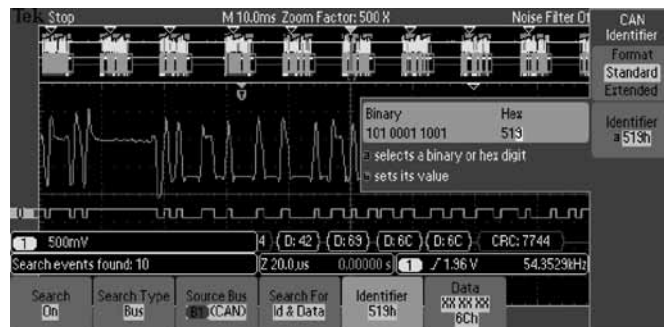 Tek Stop M 10.0ms Zoom Factor: 500 X Noise Filter Of
CAN
Identifier
Format
Standard
Extended
Identifier
a 519h
Binary Hex
101 0001 1001 519
a selects a binary or hex digit
b sets its value
1 500mV
4 D: 42 D: 69 D: 6C D: 6C CRC: 7744
Search events found: 10
Z 20.0µs 0.00000 s 1 1.96 V 54.3529kHz
Search
On
Search Type
Bus
Source Bus
B1 (CAN)
Search For
Id & Data
Identifier
519h
Data
XX XX XX
6Ch